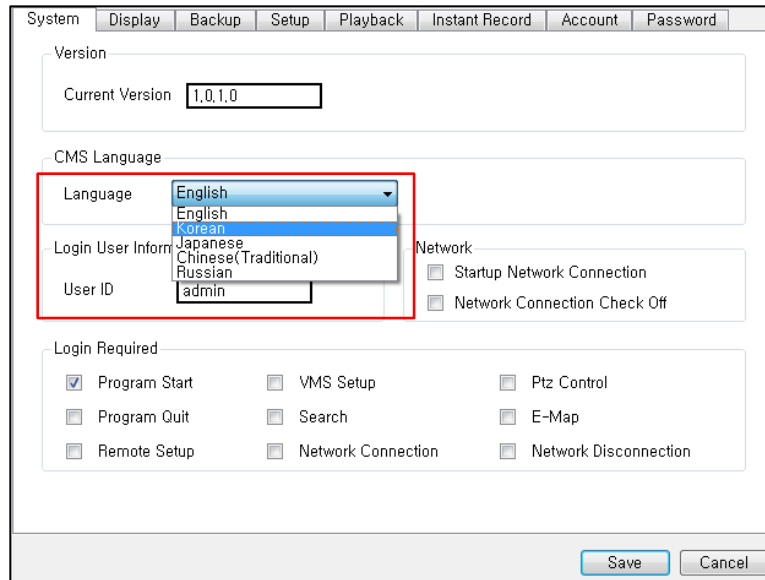 System Display Backup Setup Playback Instant Record Account Password
Version
Current Version 1,0,1,0
CMS Language
Language English
English
Korean
Japanese
Chinese(Traditional)
Russian
Login User Inforn
User ID admin
Network
Startup Network Connection
Network Connection Check Off
Login Required
Program Start VMS Setup Ptz Control
Program Quit Search E-Map
Remote Setup Network Connection Network Disconnection
Save Cancel